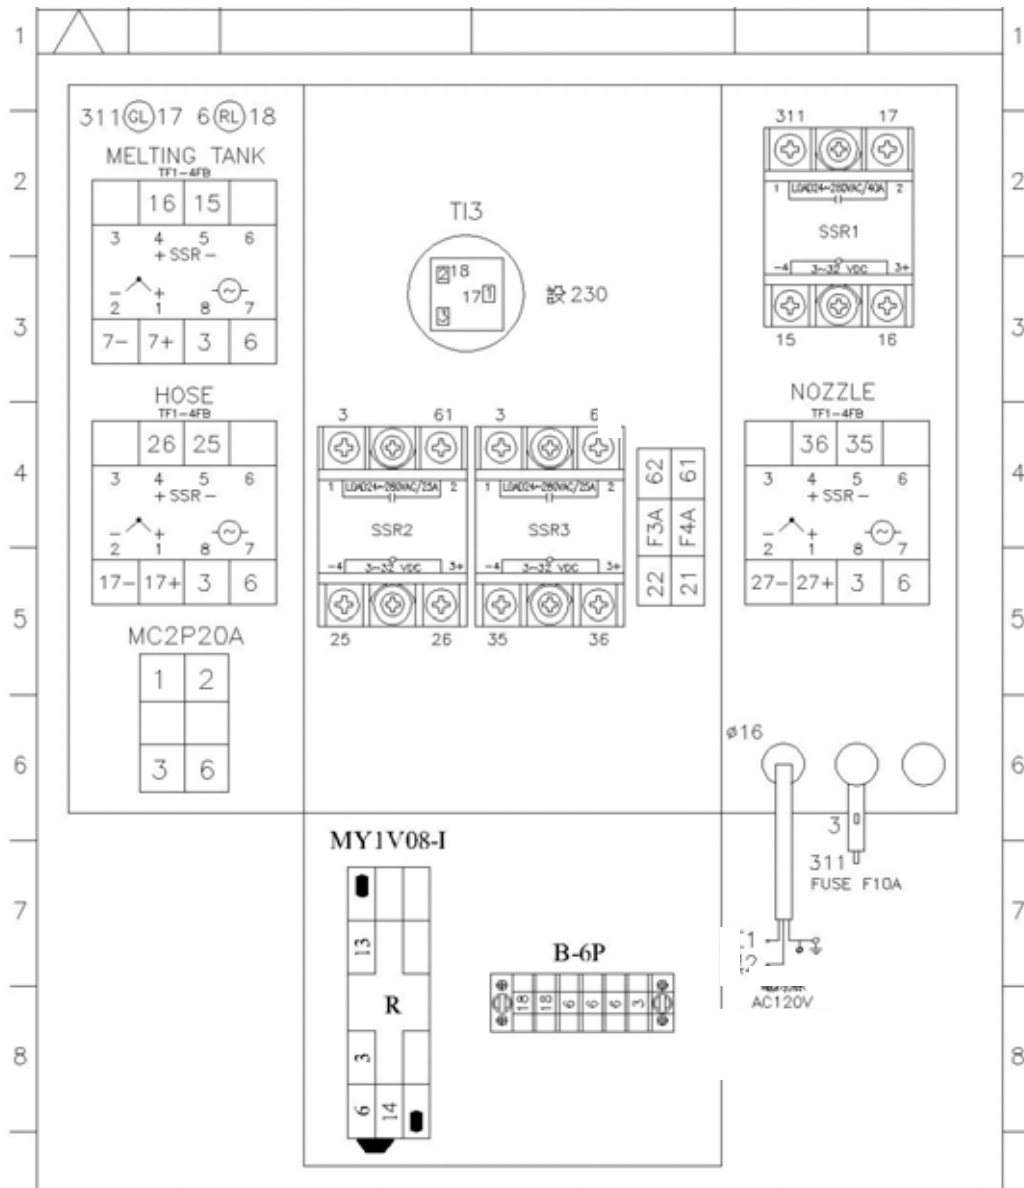 1 1
311 GL 17 6 RL 18
MELTING TANK
TF1-4FB
16 15
3 4 5 6
+ SSR -
- +
2 1 8 ~ 7
7- 7+ 3 6
HOSE
TF1-4FB
26 25
3 4 5 6
+ SSR -
- +
2 1 8 ~ 7
17- 17+ 3 6
MC2P20A
1 2
3 6
TI3
2 18
17 1
3
設 230
311 17
1 LOAD24~280VAC/40A 2
SSR1
-4 3~32 VDC 3+
15 16
3 61
1 LOAD24~280VAC/25A 2
SSR2
-4 3~32 VDC 3+
25 26
3 6
1 LOAD24~280VAC/25A 2
SSR3
-4 3~32 VDC 3+
35 36
62 61
F3A F4A
22 21
NOZZLE
TF1-4FB
36 35
3 4 5 6
+ SSR -
- +
2 1 8 ~ 7
27- 27+ 3 6
ø16
3
311
FUSE F10A
AC120V
MY1V08-I
13
R
3
6 14
B-6P
18 18 6 6 6 3
2 2
3 3
4 4
5 5
6 6
7 7
8 8